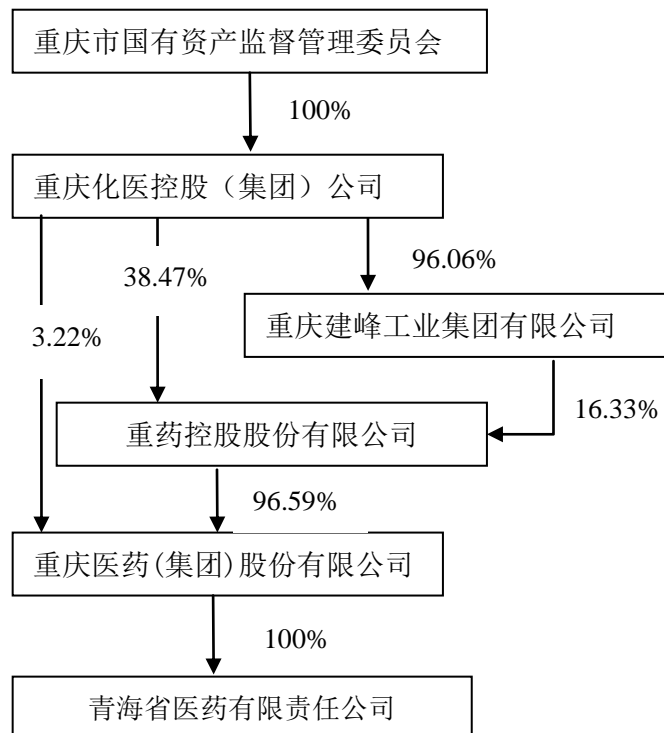 重庆市国有资产监督管理委员会
100%
重庆化医控股（集团）公司
96.06%
38.47%
3.22%
重庆建峰工业集团有限公司
16.33%
重药控股股份有限公司
96.59%
重庆医药(集团)股份有限公司
100%
青海省医药有限责任公司